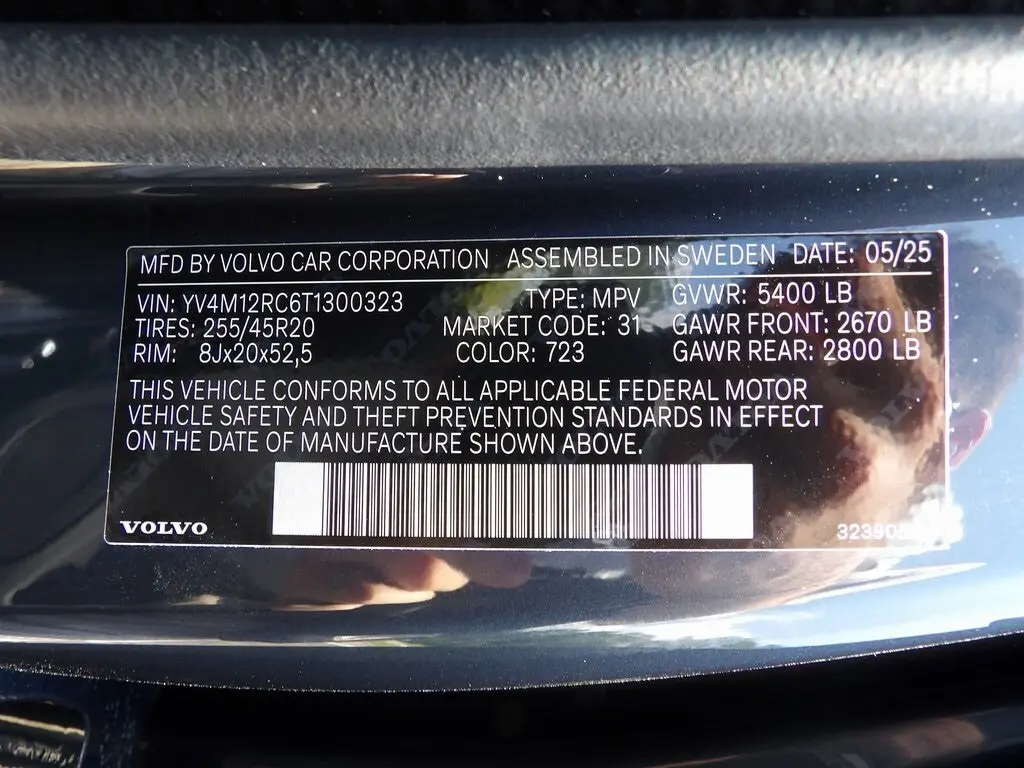 MFD BY VOLVO CAR CORPORATION ASSEMBLED IN SWEDEN DATE: 05/25
VIN: YV4M12RC6T1300323 TYPE: MPV GVWR: 5400 LB
TIRES: 255/45R20 MARKET CODE: 31 GAWR FRONT: 2670 LB
RIM: 8Jx20x52,5 COLOR: 723 GAWR REAR: 2800 LB
THIS VEHICLE CONFORMS TO ALL APPLICABLE FEDERAL MOTOR
VEHICLE SAFETY AND THEFT PREVENTION STANDARDS IN EFFECT
ON THE DATE OF MANUFACTURE SHOWN ABOVE.
VOLVO